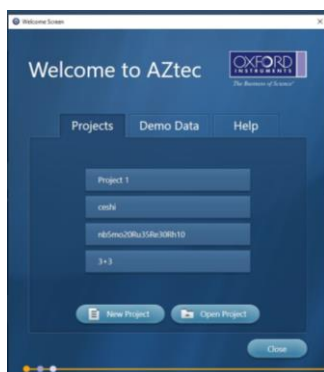 Welcome Screen
Welcome to AZtec
OXFORD
INSTRUMENTS
The Business of Science®
Projects
Demo Data
Help
Project 1
ceshi
nb5mo20Ru35Re30Rh10
3+3
New Project
Open Project
Close